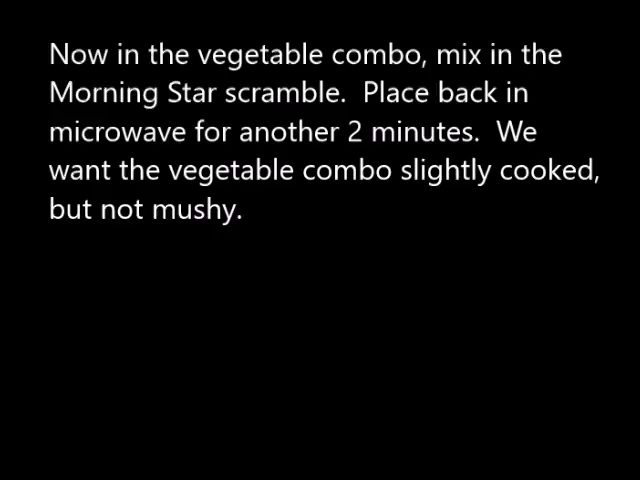 Now in the vegetable combo, mix in the
Morning Star scramble.  Place back in
microwave for another 2 minutes.  We
want the vegetable combo slightly cooked,
but not mushy.